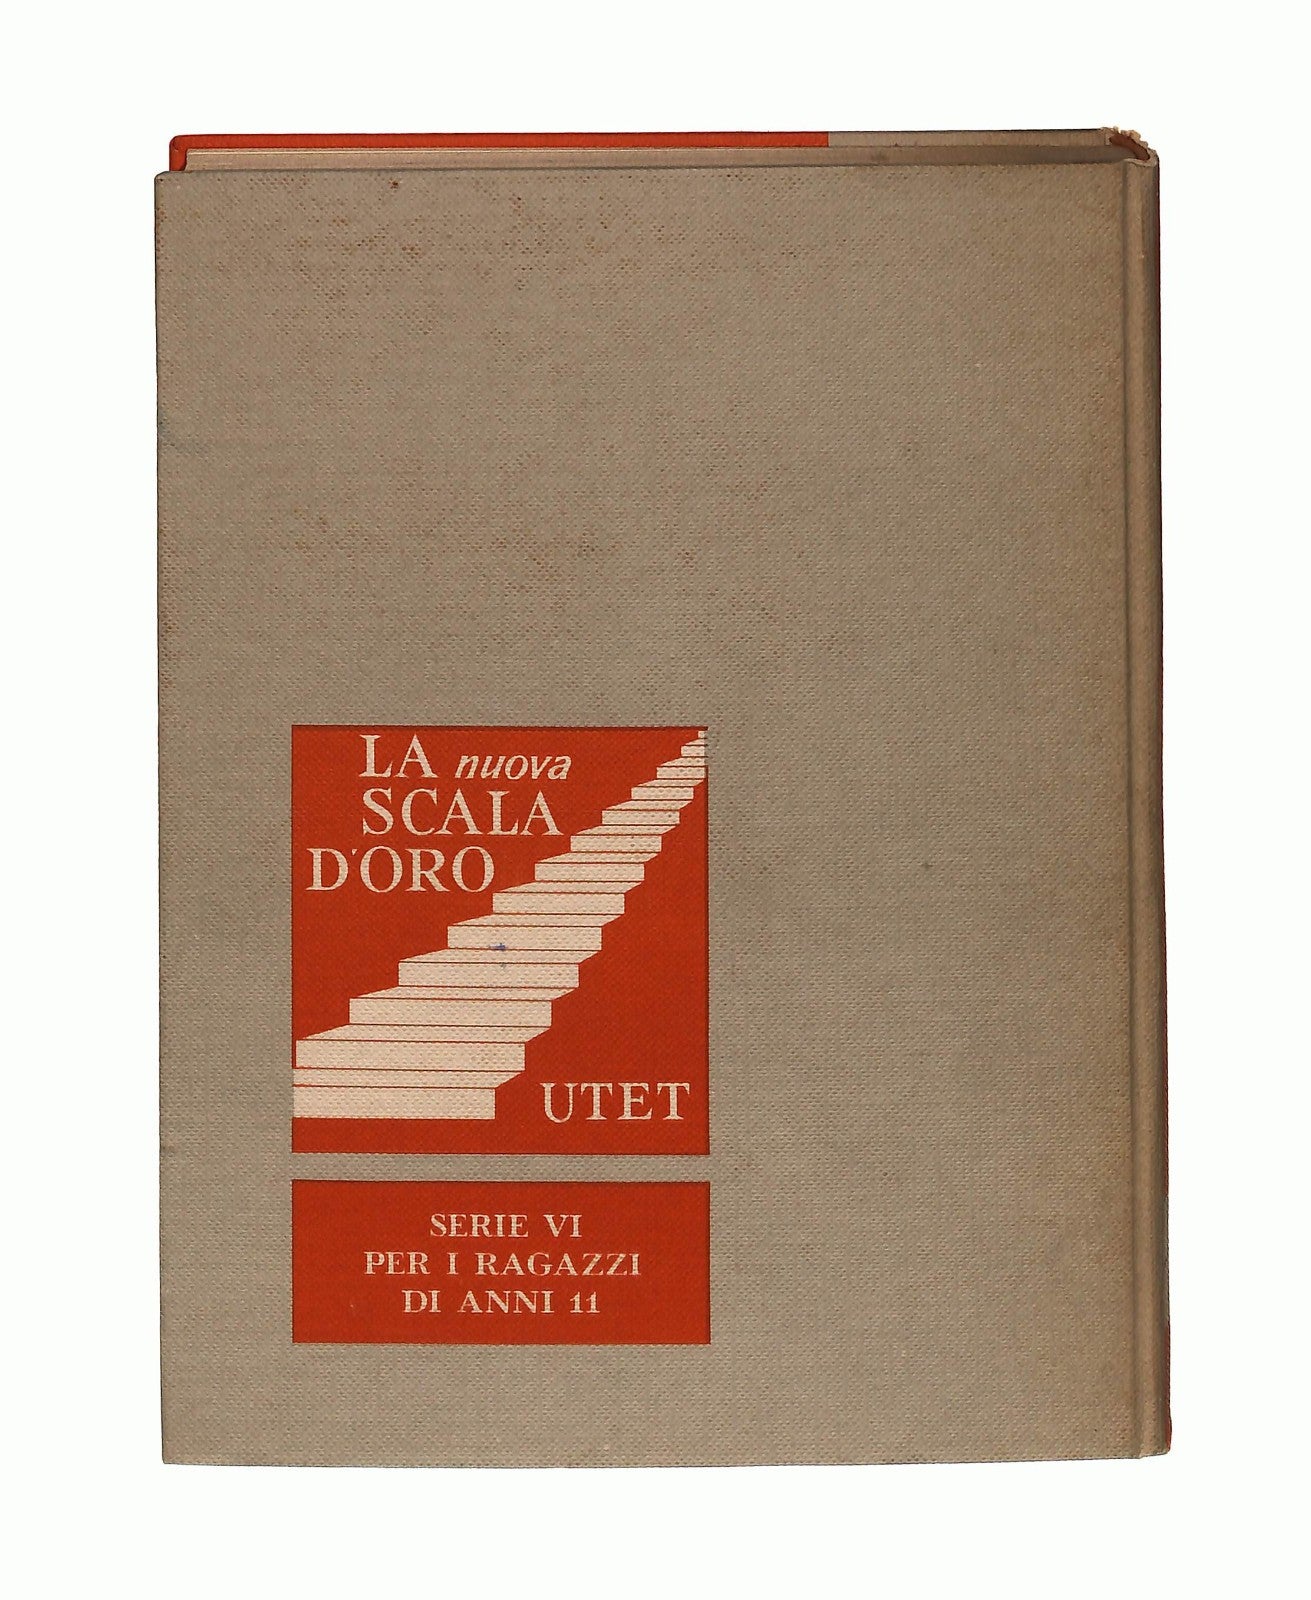 LA nuova
SCALA
D'ORO
UTET
SERIE VI
PER I RAGAZZI
DI ANNI 11